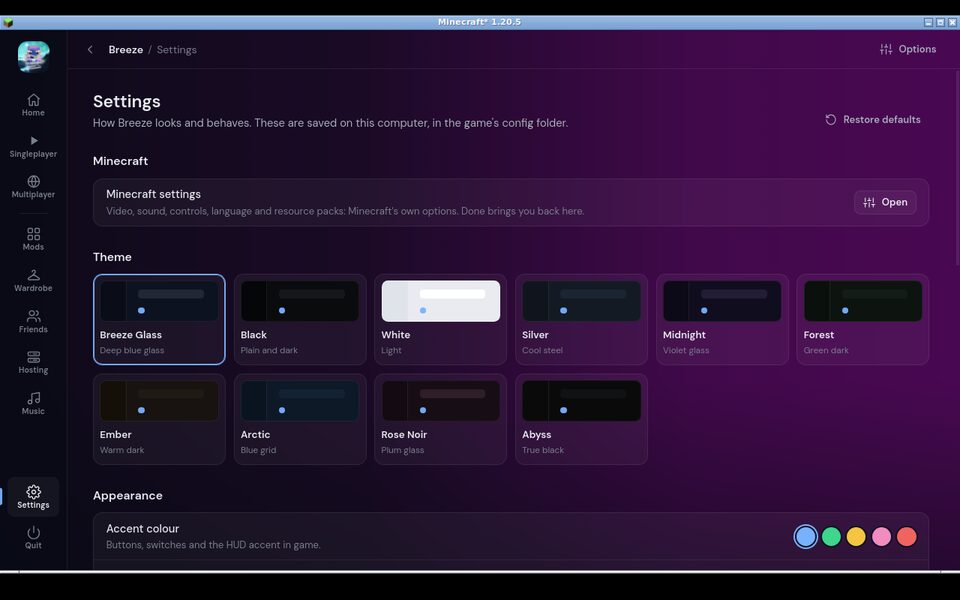 Minecraft* 1.20.5
Breeze / Settings
Options
Home
Singleplayer
Multiplayer
Mods
Wardrobe
Friends
Hosting
Music
Settings
Quit
Settings
How Breeze looks and behaves. These are saved on this computer, in the game's config folder.
Restore defaults
Minecraft
Minecraft settings
Video, sound, controls, language and resource packs: Minecraft's own options. Done brings you back here.
Open
Theme
Breeze Glass
Deep blue glass
Black
Plain and dark
White
Light
Silver
Cool steel
Midnight
Violet glass
Forest
Green dark
Ember
Warm dark
Arctic
Blue grid
Rose Noir
Plum glass
Abyss
True black
Appearance
Accent colour
Buttons, switches and the HUD accent in game.